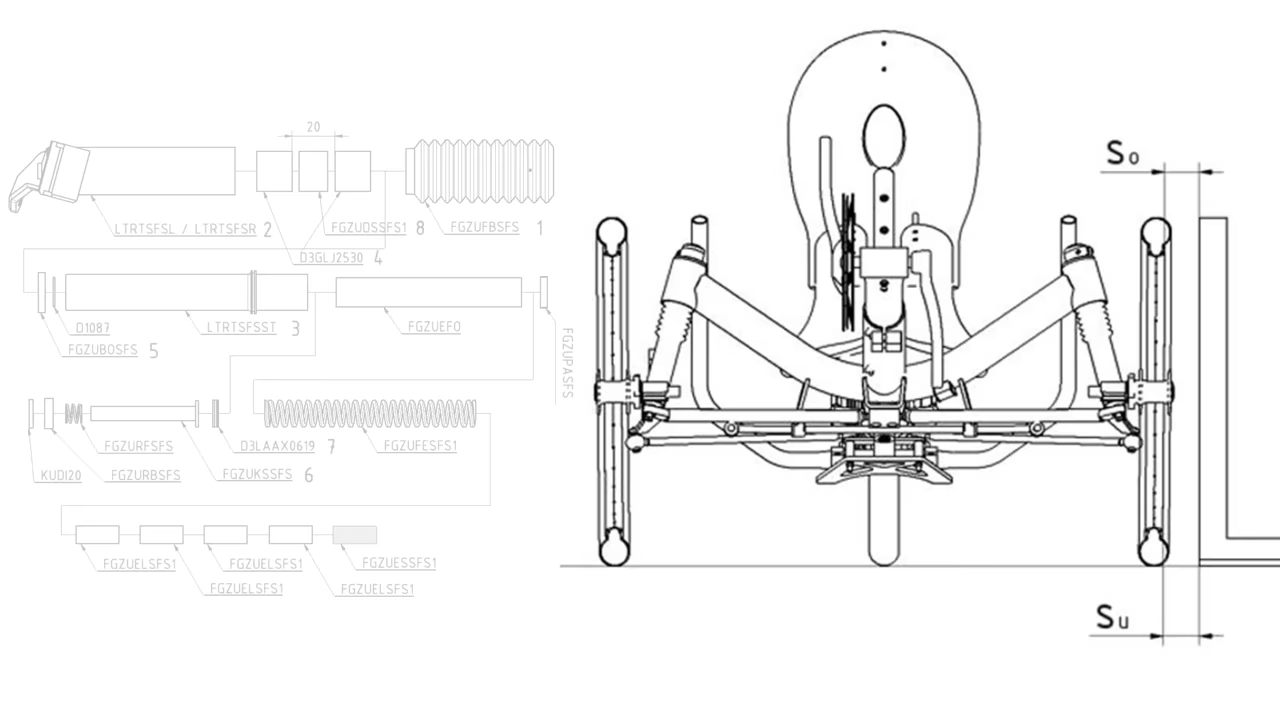 20
LTRTSFSL / LTRTSFSR 2
FGZUDSSFS1 8
FGZUFBSFS 1
D3GLJ2530 4
D1087
LTRTSFSST 3
FGZUEFO
FGZUBOSFS 5
FGZUPASFS
FGZURFSFS
D3LAAX0619 7
FGZUFESFS1
KUDI20
FGZURBSFS
FGZUKSSFS 6
FGZUELSFS1
FGZUELSFS1
FGZUESSFS1
FGZUELSFS1
FGZUELSFS1
So
Su